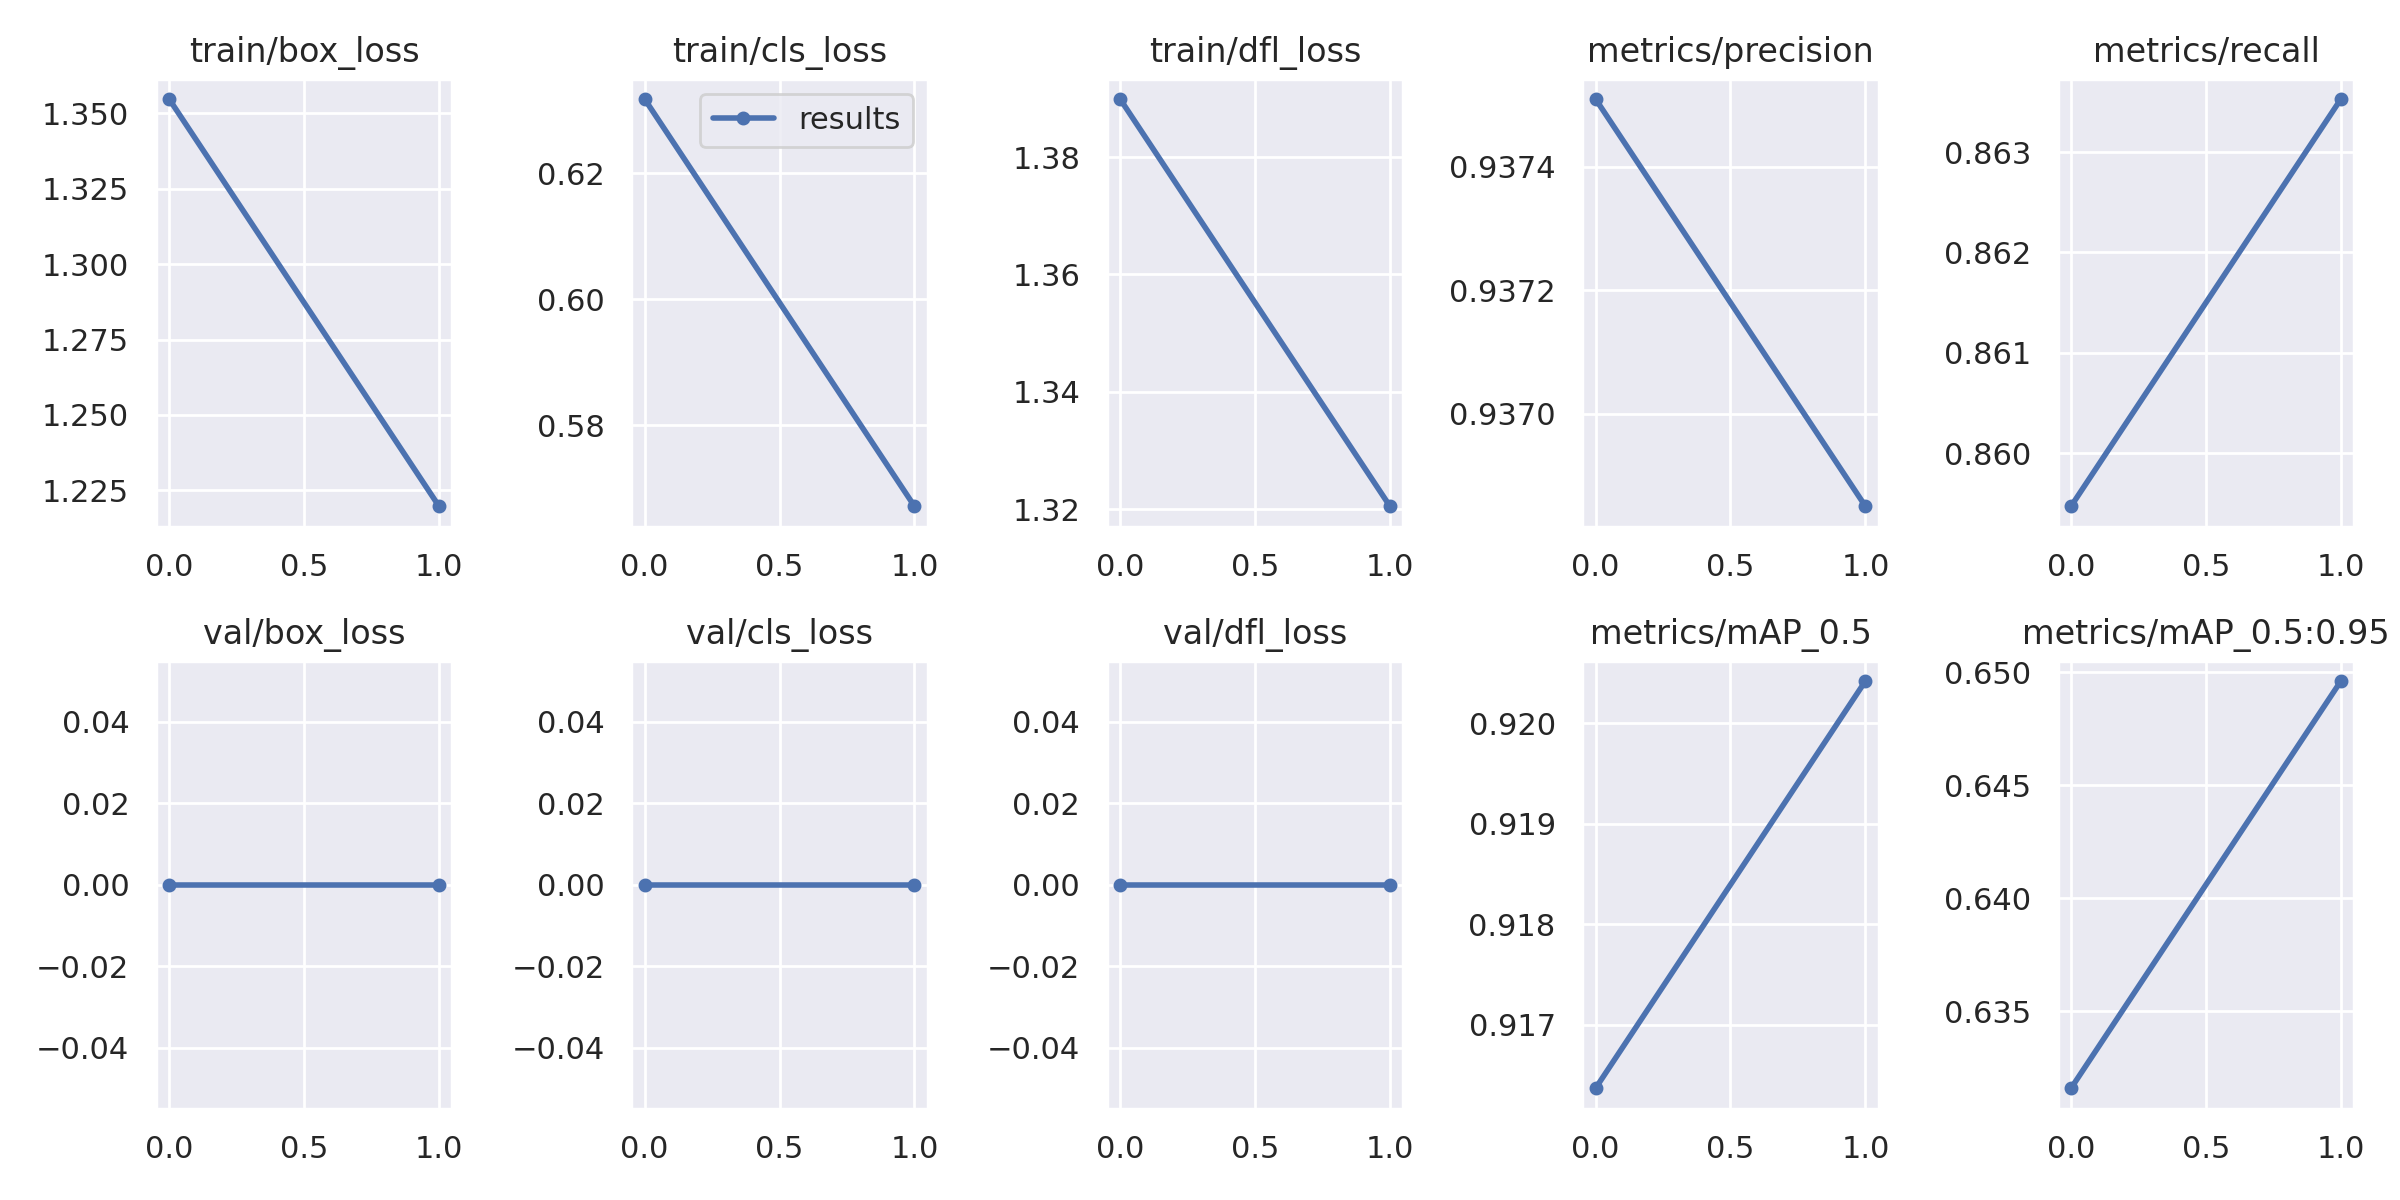 train/box_loss
1.350
1.325
1.300
1.275
1.250
1.225
0.0 0.5 1.0
train/cls_loss
results
0.62
0.60
0.58
0.0 0.5 1.0
train/dfl_loss
1.38
1.36
1.34
1.32
0.0 0.5 1.0
metrics/precision
0.9374
0.9372
0.9370
0.0 0.5 1.0
metrics/recall
0.863
0.862
0.861
0.860
0.0 0.5 1.0
val/box_loss
0.04
0.02
0.00
−0.02
−0.04
0.0 0.5 1.0
val/cls_loss
0.04
0.02
0.00
−0.02
−0.04
0.0 0.5 1.0
val/dfl_loss
0.04
0.02
0.00
−0.02
−0.04
0.0 0.5 1.0
metrics/mAP_0.5
0.920
0.919
0.918
0.917
0.0 0.5 1.0
metrics/mAP_0.5:0.95
0.650
0.645
0.640
0.635
0.0 0.5 1.0